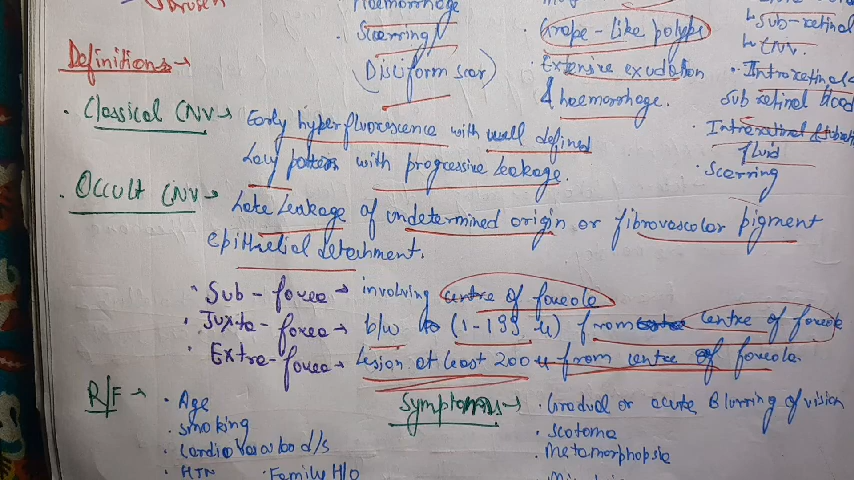 Drusen
Haemorrhage
Scarring
(Disciform scar)
Grape-like polyps
Extensive exudation
& haemorrhage.
Sub-retinal
CNV.
Sub retinal blood
fluid
Scarring
Definitions →
· Classical CNV → Early hyperfluorescence with well defined
Lacy pattern with progressive leakage.
· Occult CNV → Late leakage of undetermined origin or fibrovascular pigment
epithelial detachment.
· Sub-fovea → involving centre of foveola
· Juxta-fovea → b/w (1-199 μ) from centre of foveola
· Extra-fovea → Lesion at least 200 μ from centre of foveola.
R/F →
· Age
· Smoking
· Cardiovascular d/s
· HTN · Family H/O
Symptoms → · Gradual or acute Blurring of vision
· Scotoma
· Metamorphopsia